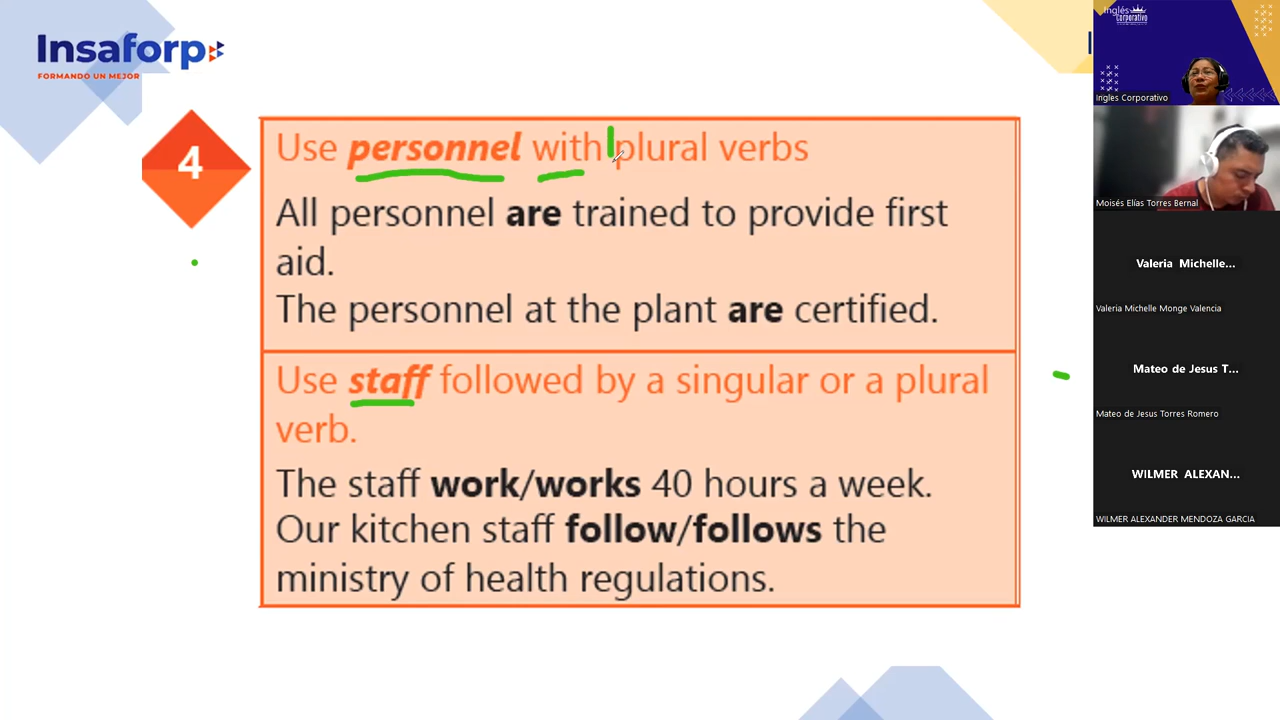 Insaforp
FORMANDO UN MEJOR
4
Use personnel with plural verbs
All personnel are trained to provide first
aid.
The personnel at the plant are certified.
Use staff followed by a singular or a plural
verb.
The staff work/works 40 hours a week.
Our kitchen staff follow/follows the
ministry of health regulations.
Inglés
Corporativo
Ingles Corporativo
Moisés Elías Torres Bernal
Valeria Michelle...
Valeria Michelle Monge Valencia
Mateo de Jesus T...
Mateo de Jesus Torres Romero
WILMER ALEXAN...
WILMER ALEXANDER MENDOZA GARCIA